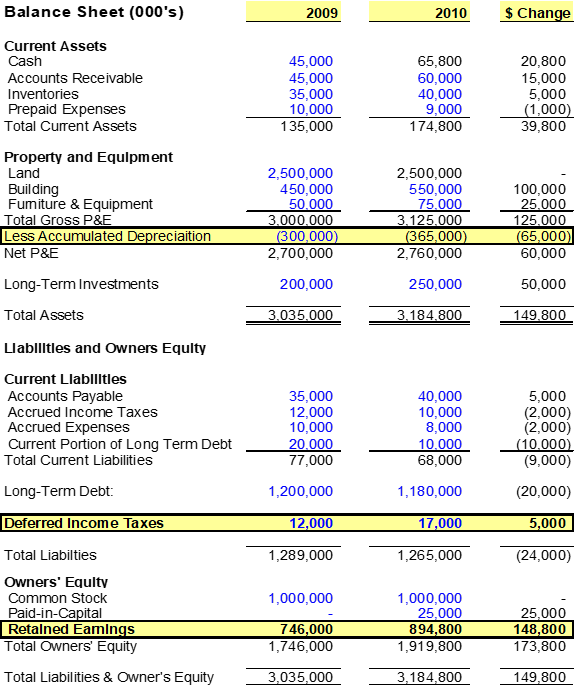 Balance Sheet (000's) 2009 2010 $ Change
Current Assets
Cash 45,000 65,800 20,800
Accounts Receivable 45,000 60,000 15,000
Inventories 35,000 40,000 5,000
Prepaid Expenses 10,000 9,000 (1,000)
Total Current Assets 135,000 174,800 39,800
Property and Equipment
Land 2,500,000 2,500,000 -
Building 450,000 550,000 100,000
Furniture & Equipment 50,000 75,000 25,000
Total Gross P&E 3,000,000 3,125,000 125,000
Less Accumulated Depreciaition (300,000) (365,000) (65,000)
Net P&E 2,700,000 2,760,000 60,000
Long-Term Investments 200,000 250,000 50,000
Total Assets 3,035,000 3,184,800 149,800
Liabilities and Owners Equity
Current Liabilities
Accounts Payable 35,000 40,000 5,000
Accrued Income Taxes 12,000 10,000 (2,000)
Accrued Expenses 10,000 8,000 (2,000)
Current Portion of Long Term Debt 20,000 10,000 (10,000)
Total Current Liabilities 77,000 68,000 (9,000)
Long-Term Debt: 1,200,000 1,180,000 (20,000)
Deferred Income Taxes 12,000 17,000 5,000
Total Liabilties 1,289,000 1,265,000 (24,000)
Owners' Equity
Common Stock 1,000,000 1,000,000 -
Paid-in-Capital - 25,000 25,000
Retained Earnings 746,000 894,800 148,800
Total Owners' Equity 1,746,000 1,919,800 173,800
Total Liabilities & Owner's Equity 3,035,000 3,184,800 149,800